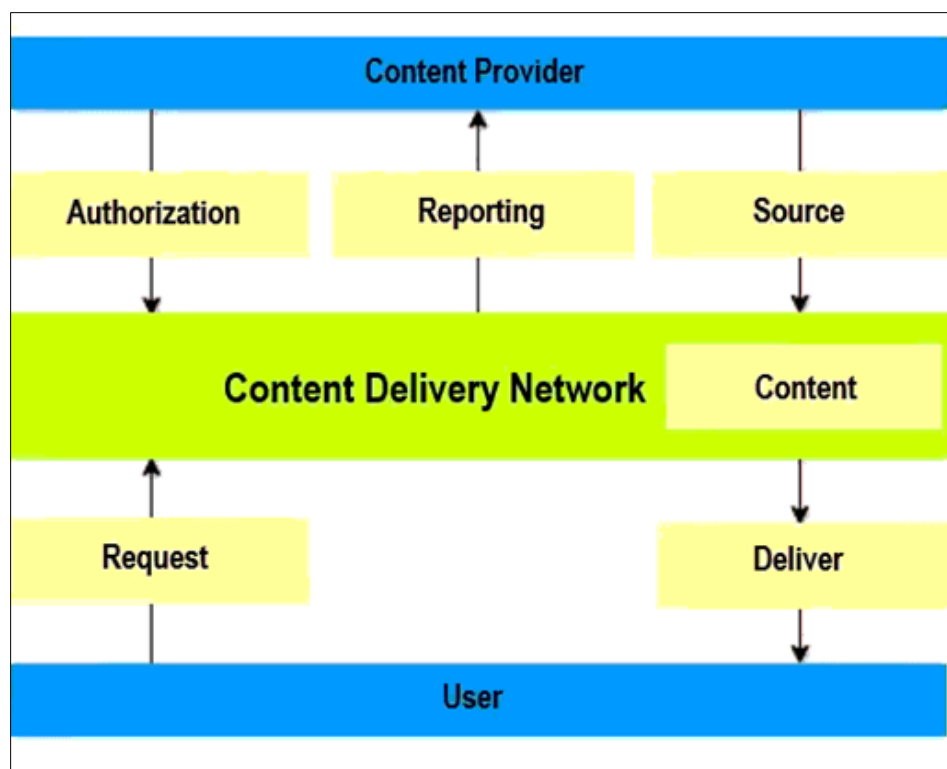 Content Provider
Authorization
Reporting
Source
Content Delivery Network
Content
Request
Deliver
User